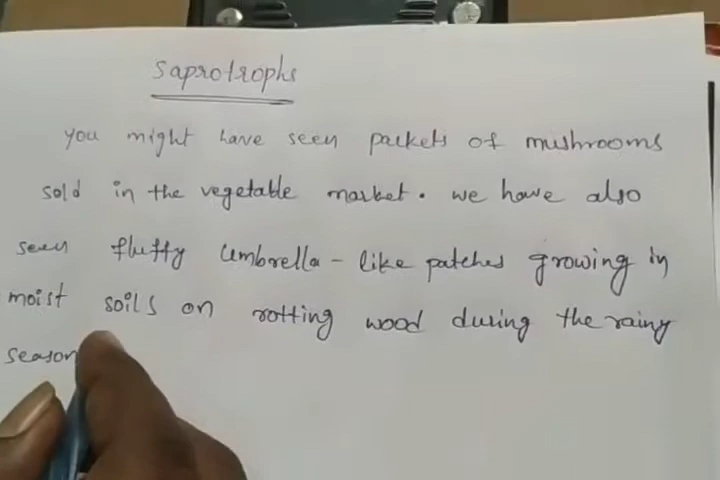 Saprotrophs
you might have seen packets of mushrooms
sold in the vegetable market. we have also
seen fluffy umbrella - like patches growing in
moist soils on rotting wood during the rainy
season